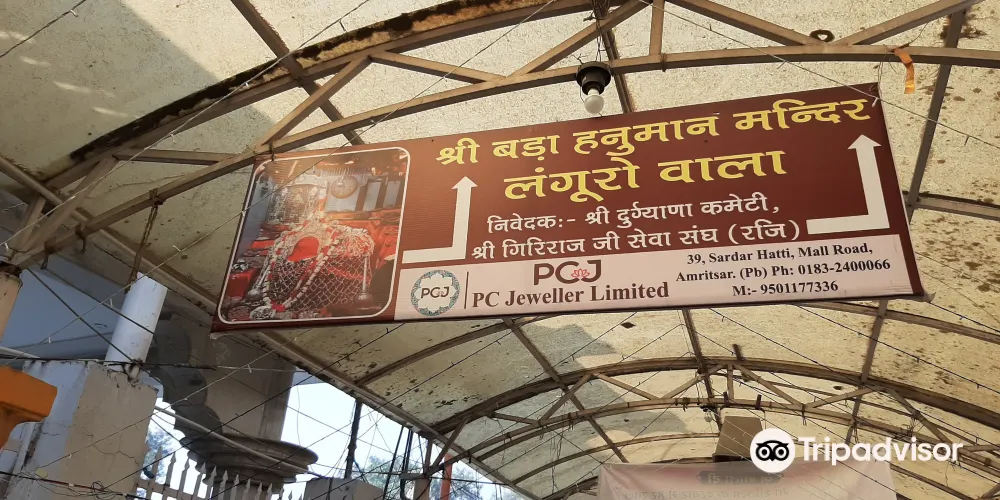 श्री बड़ा हनुमान मन्दिर
लंगूरो वाला
निवेदकः- श्री दुर्ग्याणा कमेटी,
श्री गिरिराज जी सेवा संघ (रजि)
PCJ
PCJ
PC Jeweller Limited
39, Sardar Hatti, Mall Road,
Amritsar. (Pb) Ph: 0183-2400066
M:- 9501177336
Tripadvisor